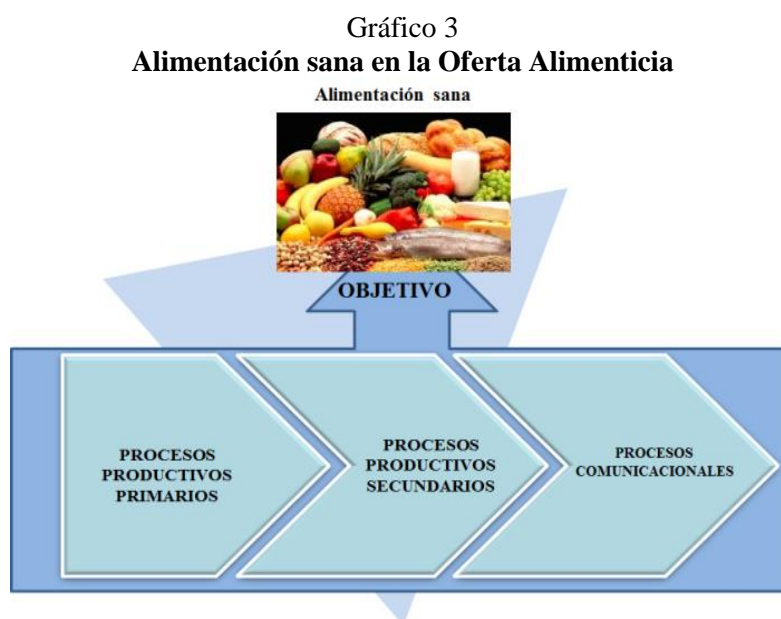 Gráfico 3
Alimentación sana en la Oferta Alimenticia
Alimentación sana
OBJETIVO
PROCESOS
PRODUCTIVOS
PRIMARIOS
PROCESOS
PRODUCTIVOS
SECUNDARIOS
PROCESOS
COMUNICACIONALES